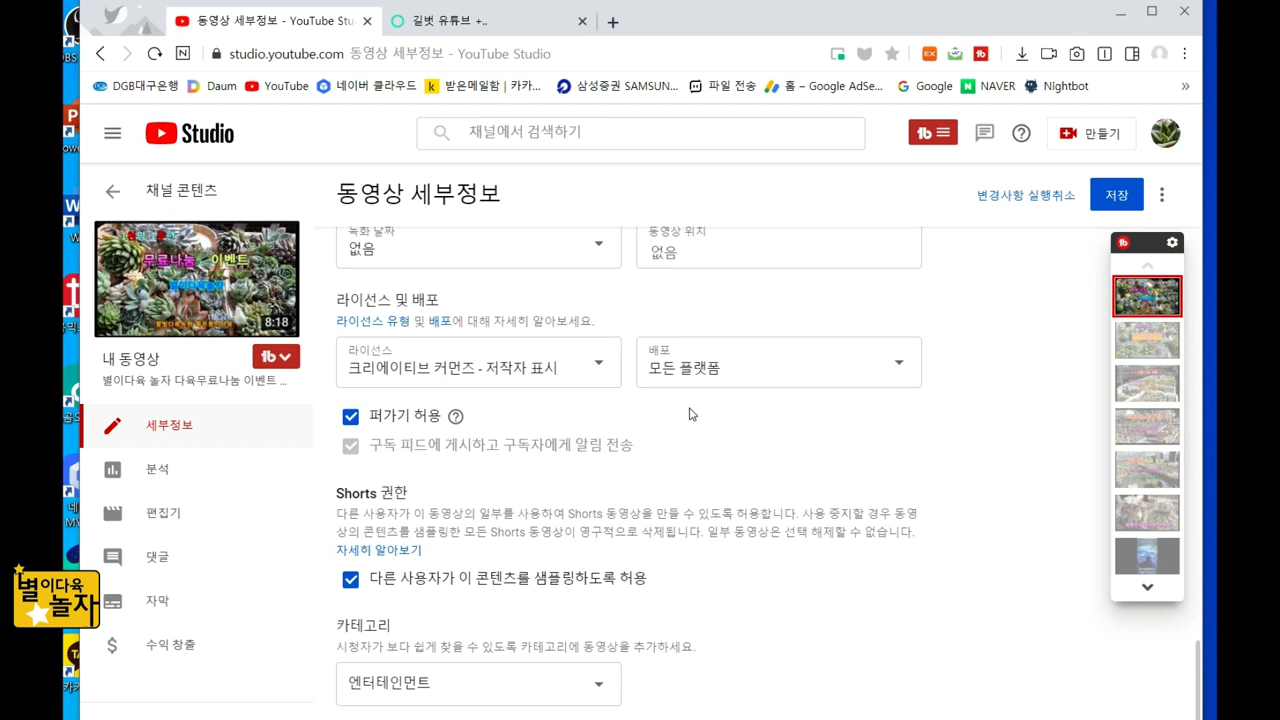 동영상 세부정보 - YouTube Stu
길벗 유튜브 +..
studio.youtube.com 동영상 세부정보 - YouTube Studio
DGB대구은행 Daum YouTube 네이버 클라우드 받은메일함 | 카카... 삼성증권 SAMSUN... 파일 전송 홈 – Google AdSe... Google NAVER Nightbot
Studio
채널에서 검색하기
만들기
채널 콘텐츠
동영상 세부정보
변경사항 실행취소
저장
무료나눔 이벤트
8:18
내 동영상
별이다육 놀자 다육무료나눔 이벤트 ...
세부정보
분석
편집기
댓글
자막
수익 창출
녹화 날짜
없음
동영상 위치
없음
라이선스 및 배포
라이선스 유형 및 배포에 대해 자세히 알아보세요.
라이선스
크리에이티브 커먼즈 - 저작자 표시
배포
모든 플랫폼
퍼가기 허용
구독 피드에 게시하고 구독자에게 알림 전송
Shorts 권한
다른 사용자가 이 동영상의 일부를 사용하여 Shorts 동영상을 만들 수 있도록 허용합니다. 사용 중지할 경우 동영
상의 콘텐츠를 샘플링한 모든 Shorts 동영상이 영구적으로 삭제됩니다. 일부 동영상은 선택 해제할 수 없습니다.
자세히 알아보기
다른 사용자가 이 콘텐츠를 샘플링하도록 허용
카테고리
시청자가 보다 쉽게 찾을 수 있도록 카테고리에 동영상을 추가하세요.
엔터테인먼트
별이다육
놀자